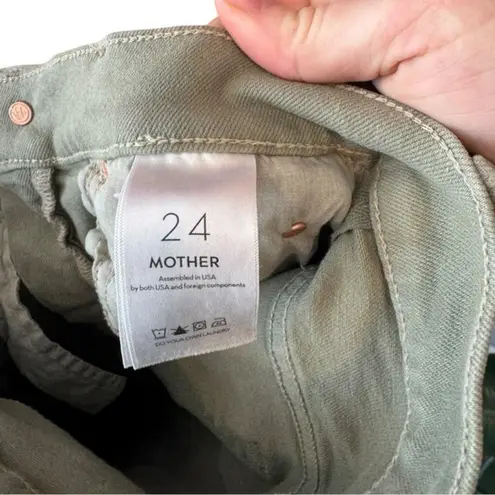 24
MOTHER
Assembled in USA
by both USA and foreign components
DO YOUR OWN LAUNDRY